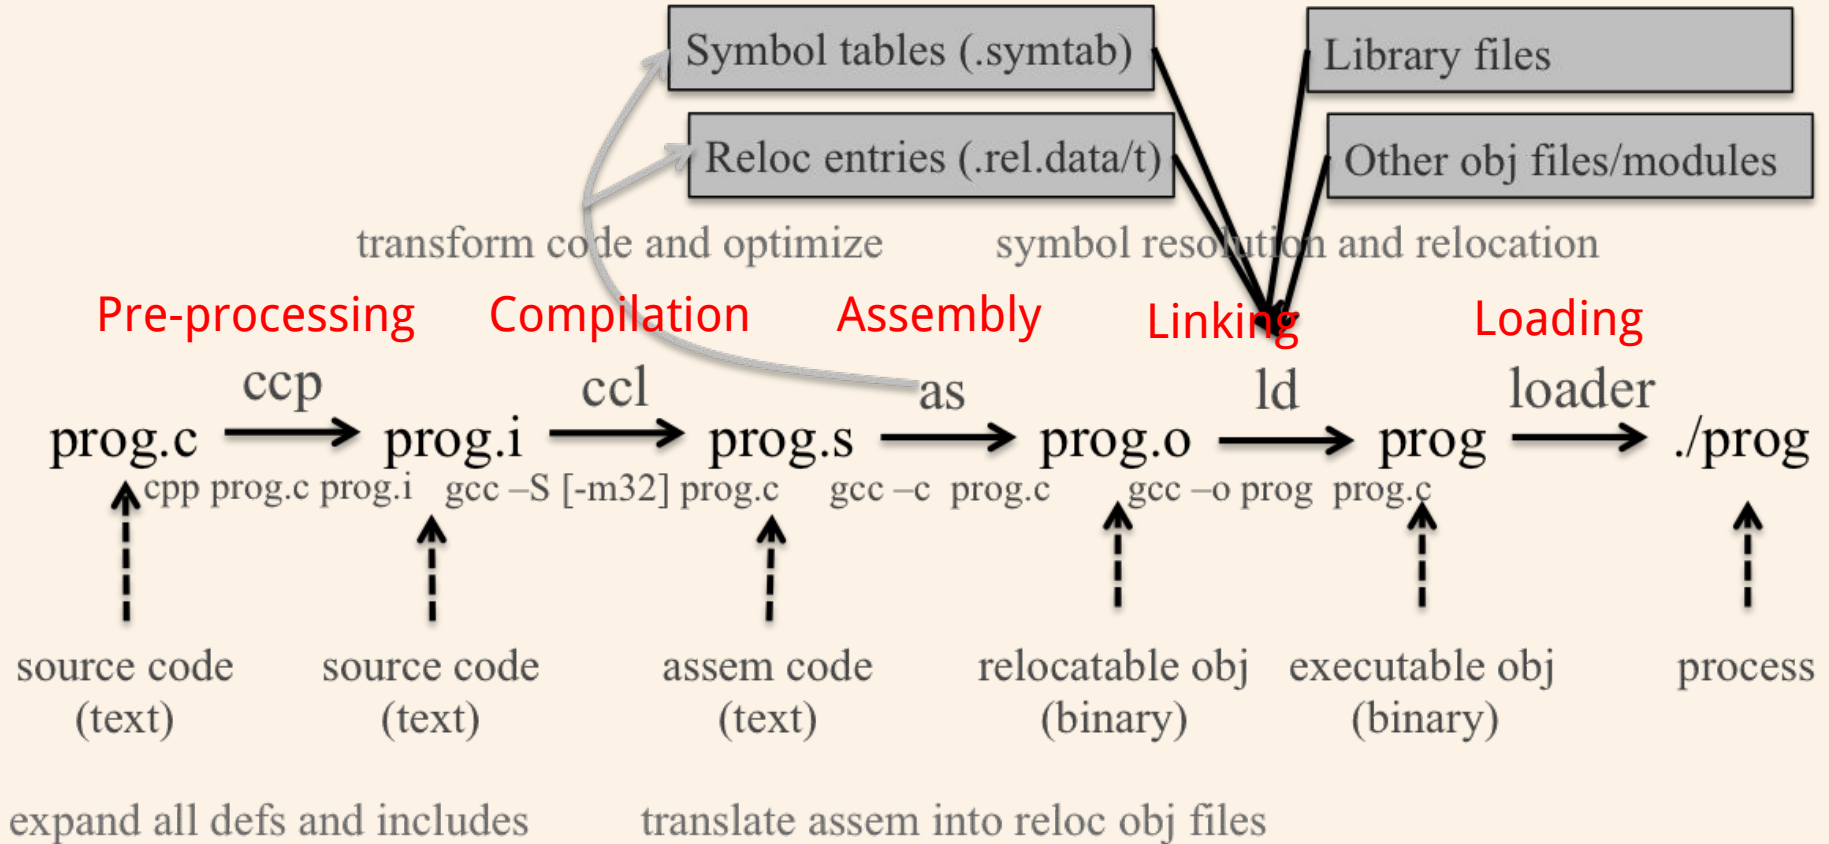 Symbol tables (.symtab)
Library files
Reloc entries (.rel.data/t)
Other obj files/modules
transform code and optimize
symbol resolution and relocation
Pre-processing
Compilation
Assembly
Linking
Loading
ccp
ccl
as
ld
loader
prog.c
prog.i
prog.s
prog.o
prog
./prog
cpp prog.c prog.i
gcc –S [-m32] prog.c
gcc –c prog.c
gcc –o prog prog.c
source code
(text)
source code
(text)
assem code
(text)
relocatable obj
(binary)
executable obj
(binary)
process
expand all defs and includes
translate assem into reloc obj files